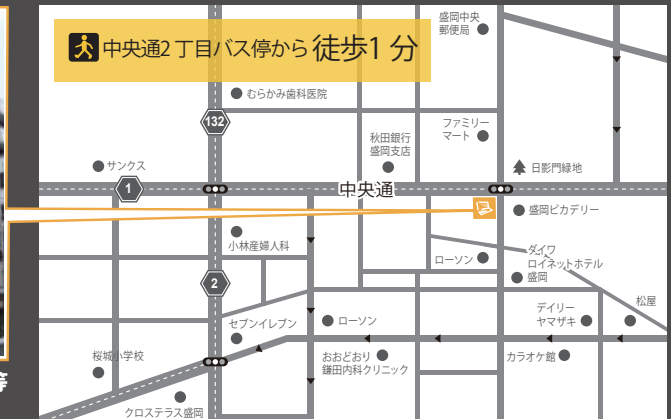 中央通2丁目バス停から 徒歩1 分
盛岡中央
郵便局
むらかみ歯科医院
132
ファミリー
マート
秋田銀行
盛岡支店
サンクス
日影門緑地
1
中央通
盛岡ピカデリー
小林産婦人科
ローソン
ダイワ
ロイネットホテル
盛岡
2
セブンイレブン
ローソン
デイリー
ヤマザキ
松屋
桜城小学校
おおどおり
鎌田内科クリニック
カラオケ館
クロステラス盛岡
等